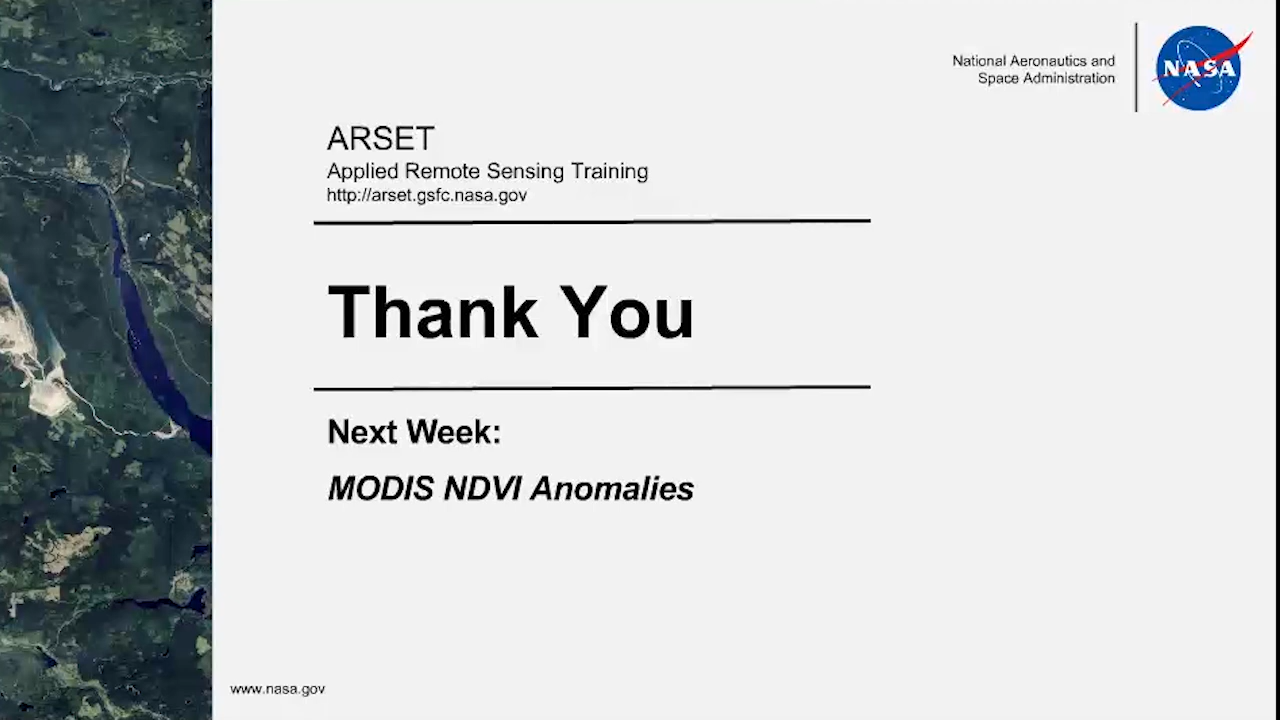 National Aeronautics and
Space Administration
NASA
ARSET
Applied Remote Sensing Training
http://arset.gsfc.nasa.gov
Thank You
Next Week:
MODIS NDVI Anomalies
www.nasa.gov